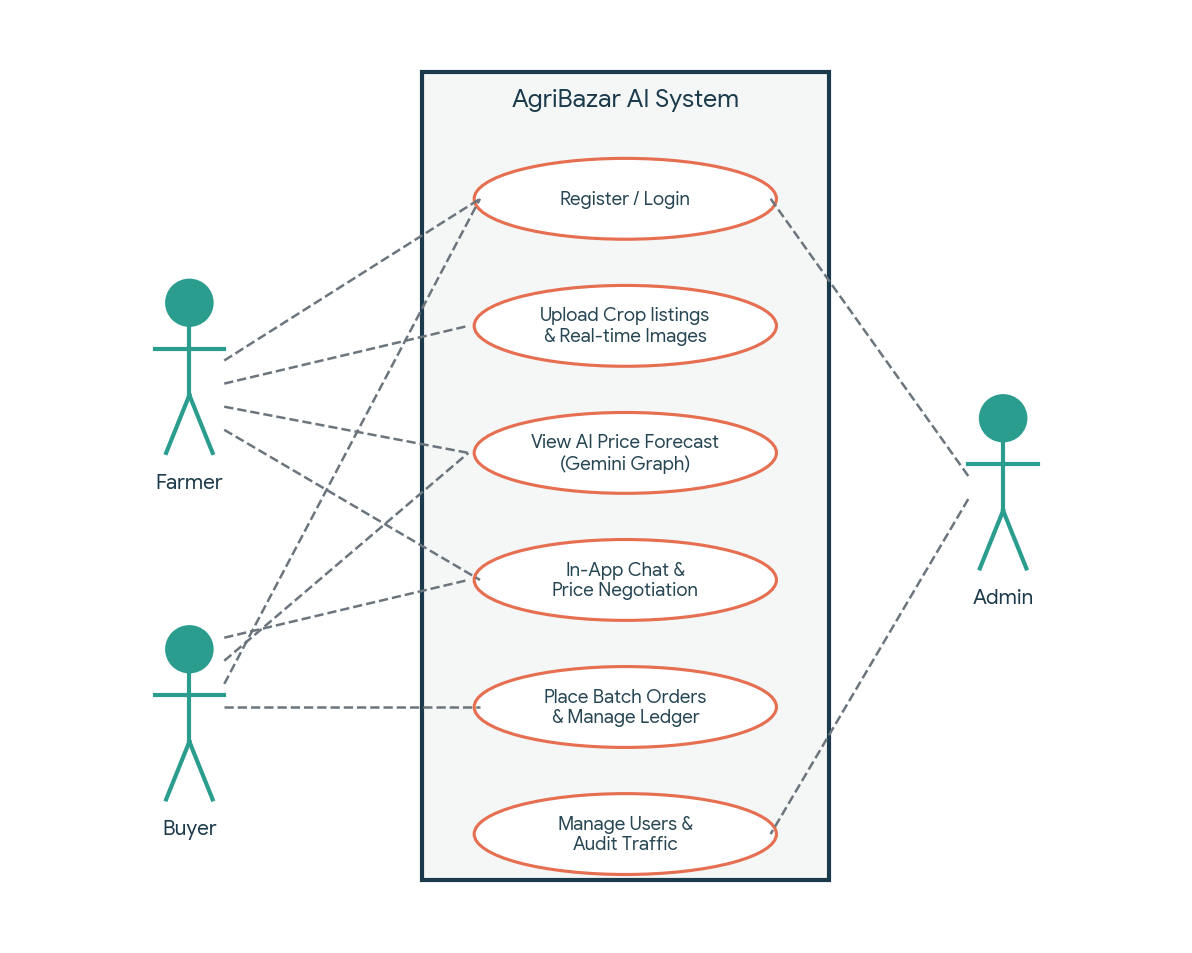 AgriBazar AI System
Register / Login
Upload Crop listings
& Real-time Images
View AI Price Forecast
(Gemini Graph)
Farmer
In-App Chat &
Price Negotiation
Admin
Place Batch Orders
& Manage Ledger
Buyer
Manage Users &
Audit Traffic